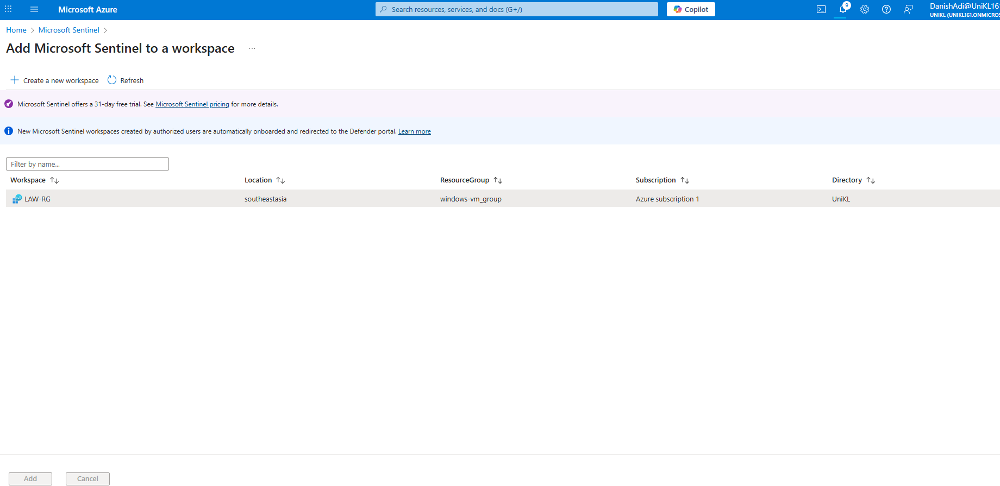 Microsoft Azure
Search resources, services, and docs (G+/)
Copilot
9
DanishAdi@UniKL16
UNIKL (UNIKL161.ONMICROS
Home > Microsoft Sentinel >
Add Microsoft Sentinel to a workspace ...
Create a new workspace Refresh
Microsoft Sentinel offers a 31-day free trial. See Microsoft Sentinel pricing for more details.
New Microsoft Sentinel workspaces created by authorized users are automatically onboarded and redirected to the Defender portal. Learn more
Filter by name...
Workspace ↑↓ Location ↑↓ ResourceGroup ↑↓ Subscription ↑↓ Directory ↑↓
LAW-RG southeastasia windows-vm_group Azure subscription 1 UniKL
Add Cancel